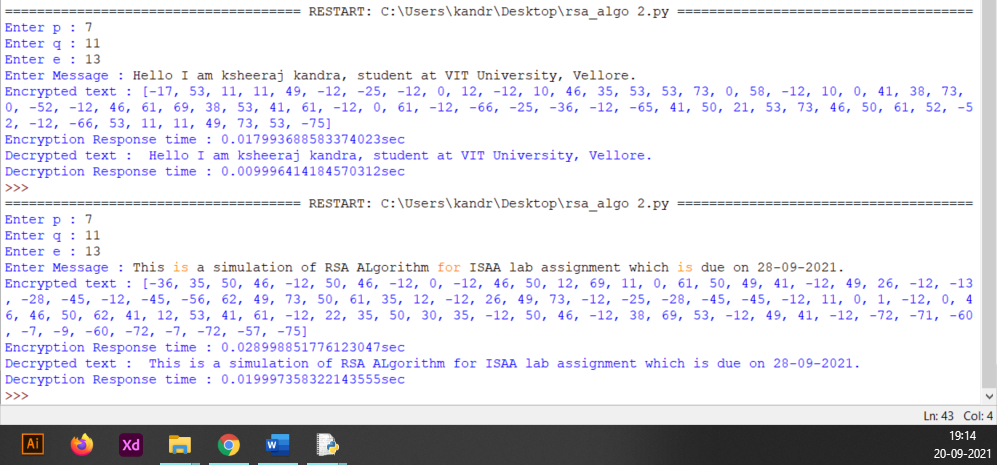 ===================================== RESTART: C:\Users\kandr\Desktop\rsa_algo 2.py =====================================
Enter p : 7
Enter q : 11
Enter e : 13
Enter Message : Hello I am ksheeraj kandra, student at VIT University, Vellore.
Encrypted text : [-17, 53, 11, 11, 49, -12, -25, -12, 0, 12, -12, 10, 46, 35, 53, 53, 73, 0, 58, -12, 10, 0, 41, 38, 73,
0, -52, -12, 46, 61, 69, 38, 53, 41, 61, -12, 0, 61, -12, -66, -25, -36, -12, -65, 41, 50, 21, 53, 73, 46, 50, 61, 52, -5
2, -12, -66, 53, 11, 11, 49, 73, 53, -75]
Encryption Response time : 0.017993688583374023sec
Decrypted text :  Hello I am ksheeraj kandra, student at VIT University, Vellore.
Decryption Response time : 0.009996414184570312sec
>>>
===================================== RESTART: C:\Users\kandr\Desktop\rsa_algo 2.py =====================================
Enter p : 7
Enter q : 11
Enter e : 13
Enter Message : This is a simulation of RSA ALgorithm for ISAA lab assignment which is due on 28-09-2021.
Encrypted text : [-36, 35, 50, 46, -12, 50, 46, -12, 0, -12, 46, 50, 12, 69, 11, 0, 61, 50, 49, 41, -12, 49, 26, -12, -13
, -28, -45, -12, -45, -56, 62, 49, 73, 50, 61, 35, 12, -12, 26, 49, 73, -12, -25, -28, -45, -45, -12, 11, 0, 1, -12, 0, 4
6, 46, 50, 62, 41, 12, 53, 41, 61, -12, 22, 35, 50, 30, 35, -12, 50, 46, -12, 38, 69, 53, -12, 49, 41, -12, -72, -71, -60
, -7, -9, -60, -72, -7, -72, -57, -75]
Encryption Response time : 0.028998851776123047sec
Decrypted text :  This is a simulation of RSA ALgorithm for ISAA lab assignment which is due on 28-09-2021.
Decryption Response time : 0.019997358322143555sec
>>>
Ln: 43 Col: 4
Ai
Xd
W
19:14
20-09-2021